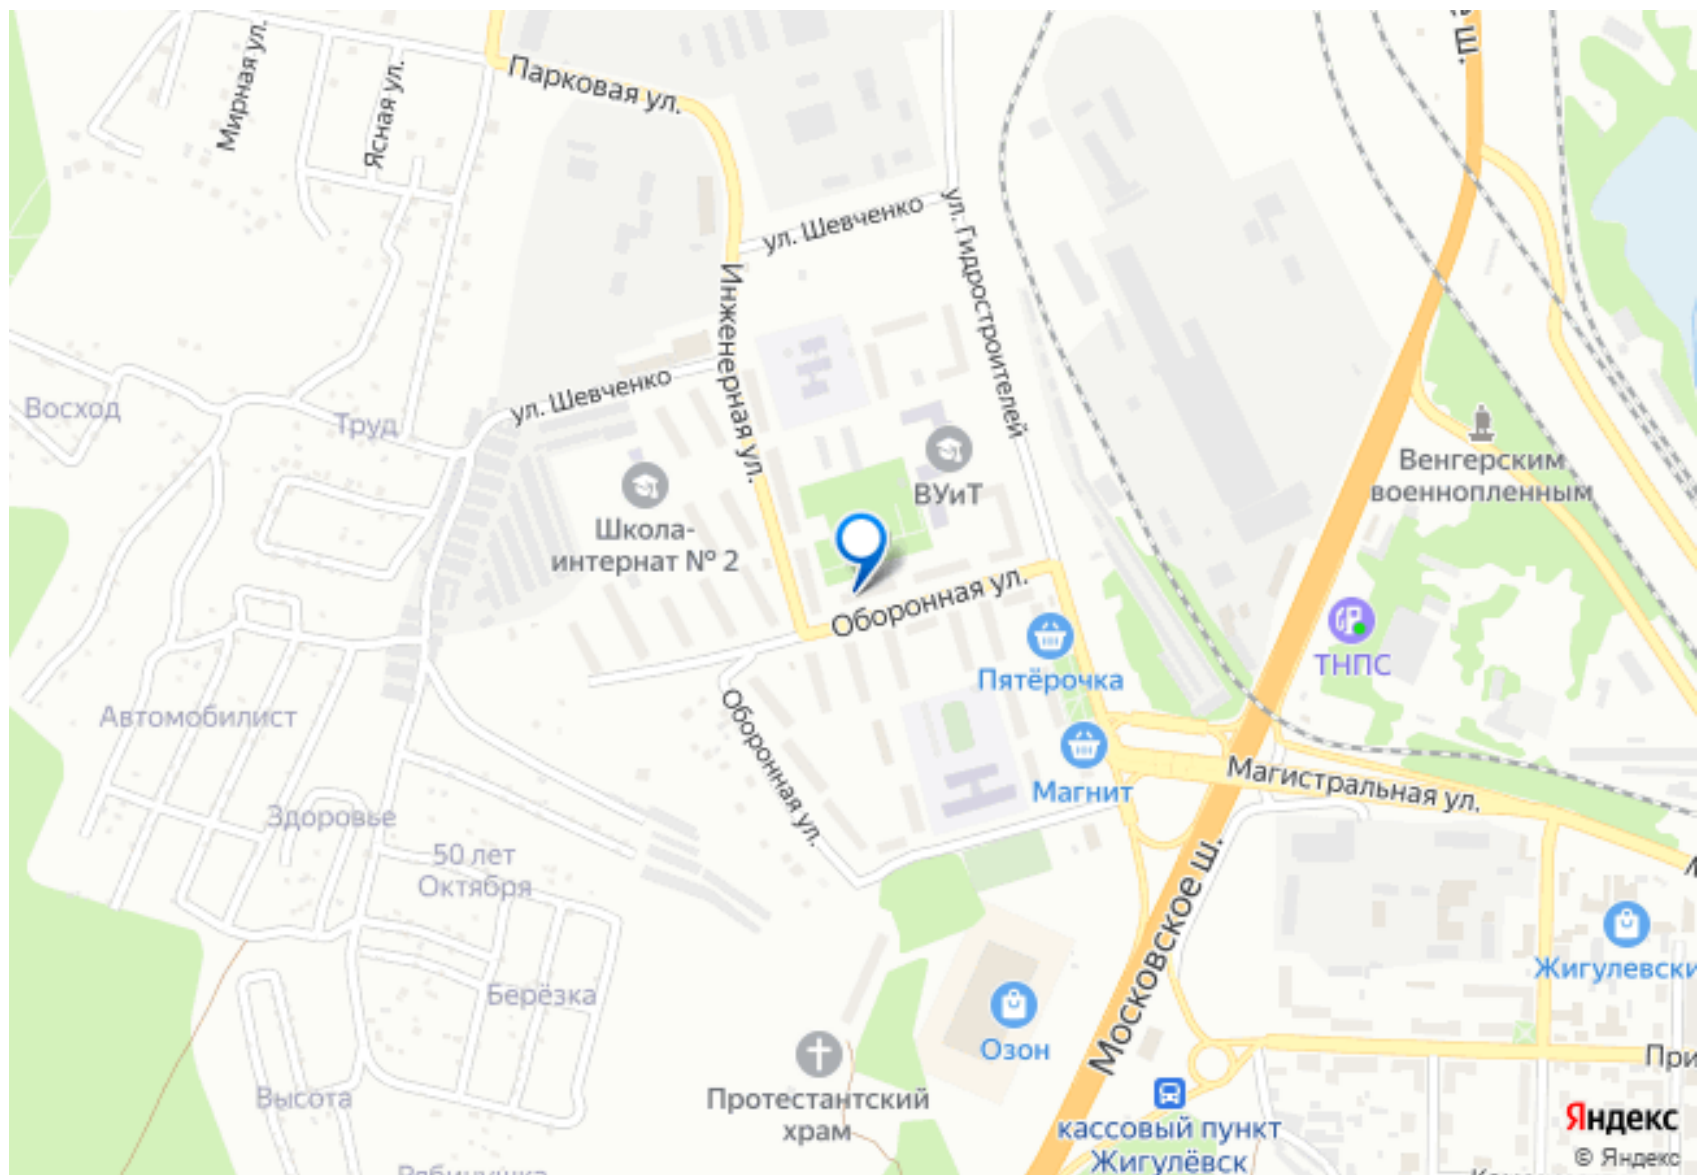 Мирная ул.
Ясная ул.
Парковая ул.
ул. Шевченко
ул. Гидростроителей
Ш.
Инженерная ул.
ул. Шевченко
Восход
Труд
Школа-
интернат № 2
ВУиТ
Венгерским
военнопленным
Оборонная ул.
Пятёрочка
ТНПС
Автомобилист
Оборонная ул.
Магнит
Магистральная ул.
Здоровье
50 лет
Октября
Московское ш.
Жигулевски
Берёзка
Озон
При
Высота
Протестантский
храм
кассовый пункт
Жигулёвск
Яндекс
© Яндекс